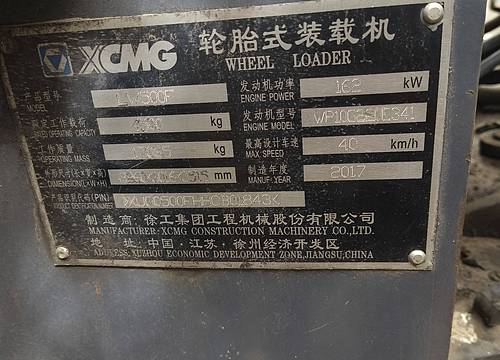 XCMG 轮胎式装载机
WHEEL LOADER
产品型号 MODEL LW500F
发动机功率 ENGINE POWER 162 kW
额定工作载荷 RATED OPERATING CAPACITY kg
发动机型号 ENGINE MODEL
工作质量 OPERATING MASS kg
最高设计车速 MAX.SPEED 40 km/h
外形尺寸(长×宽×高) DIMENSION(L×W×H) mm
制造年度 MANUF.YEAR 2017
产品识别代码(PIN) PRODUCT IDENTIFICATION NUMBER
制造商:徐工集团工程机械股份有限公司
MANUFACTURER:XCMG CONSTRUCTION MACHINERY CO.,LTD.
地 址:中国·江苏·徐州经济开发区
ADDRESS:XUZHOU ECONOMIC DEVELOPMENT ZONE,JIANGSU,CHINA